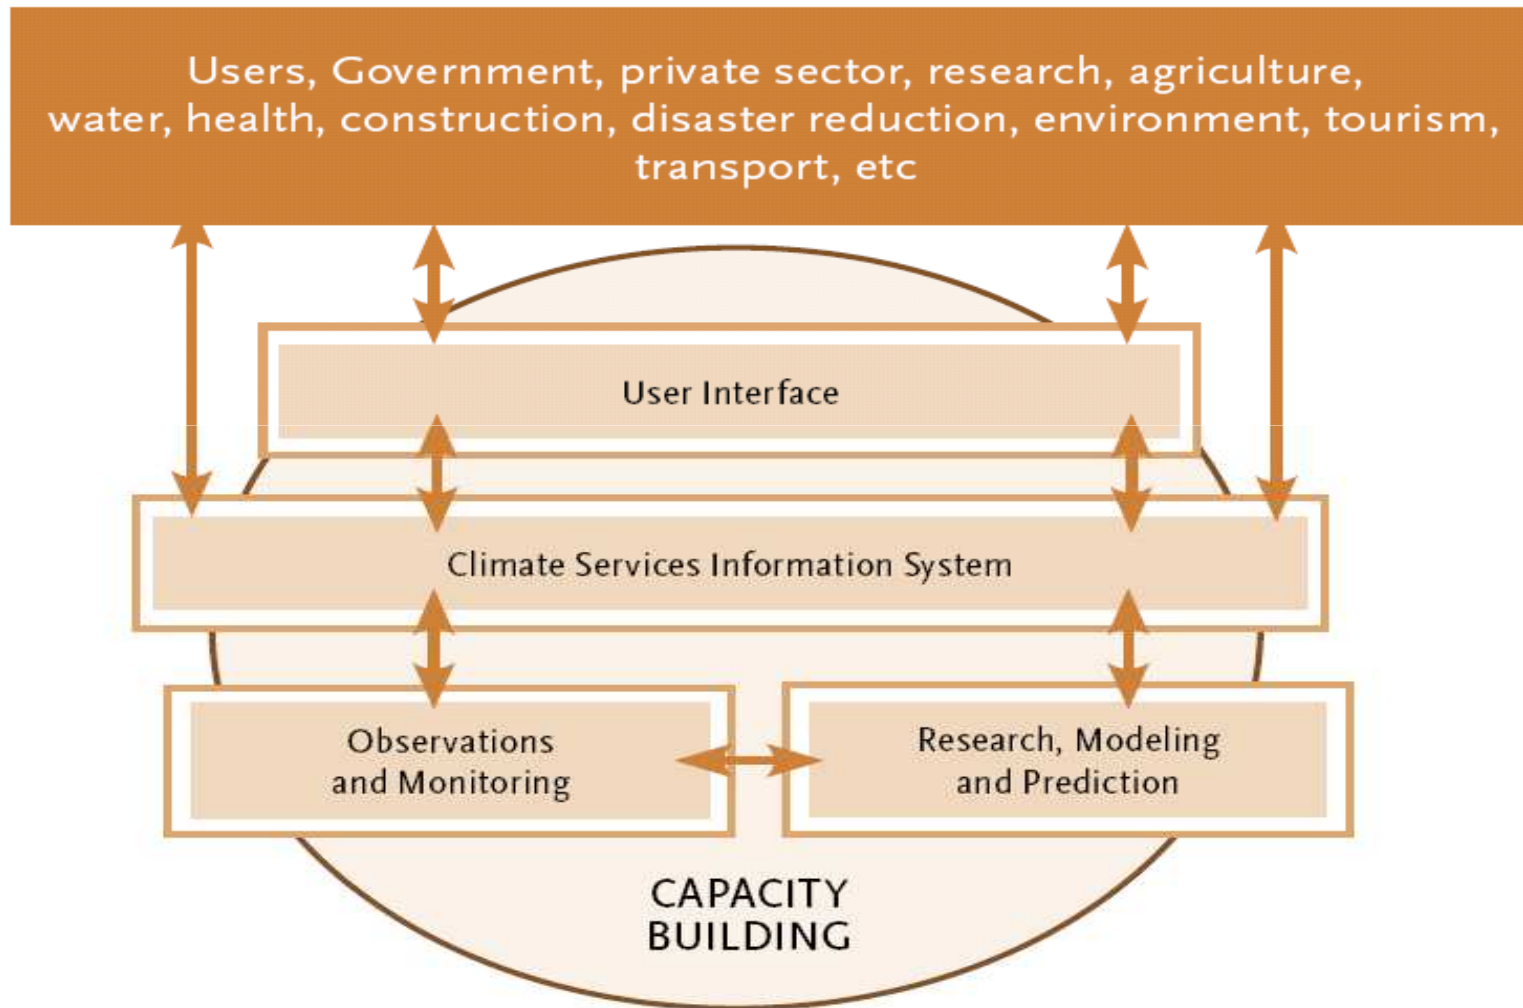 Users, Government, private sector, research, agriculture,
water, health, construction, disaster reduction, environment, tourism,
transport, etc
User Interface
Climate Services Information System
Observations
and Monitoring
Research, Modeling
and Prediction
CAPACITY
BUILDING